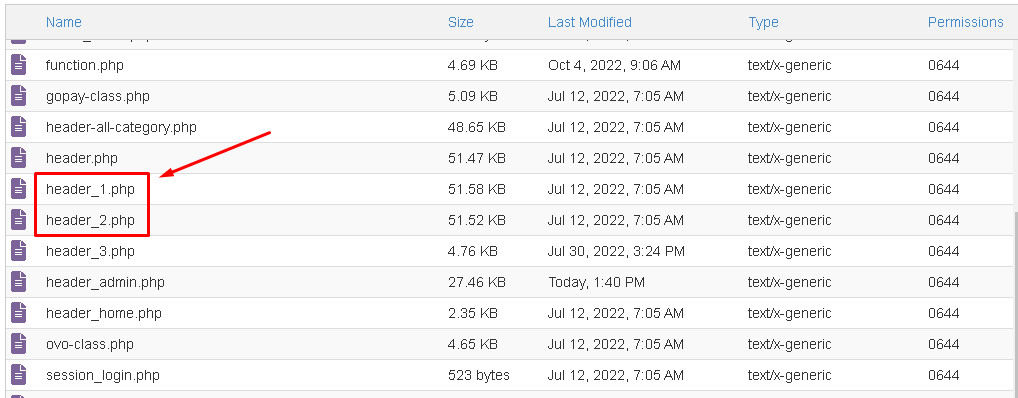 Name Size Last Modified Type Permissions
function.php 4.69 KB Oct 4, 2022, 9:06 AM text/x-generic 0644
gopay-class.php 5.09 KB Jul 12, 2022, 7:05 AM text/x-generic 0644
header-all-category.php 48.65 KB Jul 12, 2022, 7:05 AM text/x-generic 0644
header.php 51.47 KB Jul 12, 2022, 7:05 AM text/x-generic 0644
header_1.php 51.58 KB Jul 12, 2022, 7:05 AM text/x-generic 0644
header_2.php 51.52 KB Jul 12, 2022, 7:05 AM text/x-generic 0644
header_3.php 4.76 KB Jul 30, 2022, 3:24 PM text/x-generic 0644
header_admin.php 27.46 KB Today, 1:40 PM text/x-generic 0644
header_home.php 2.35 KB Jul 12, 2022, 7:05 AM text/x-generic 0644
ovo-class.php 4.65 KB Jul 12, 2022, 7:05 AM text/x-generic 0644
session_login.php 523 bytes Jul 12, 2022, 7:05 AM text/x-generic 0644